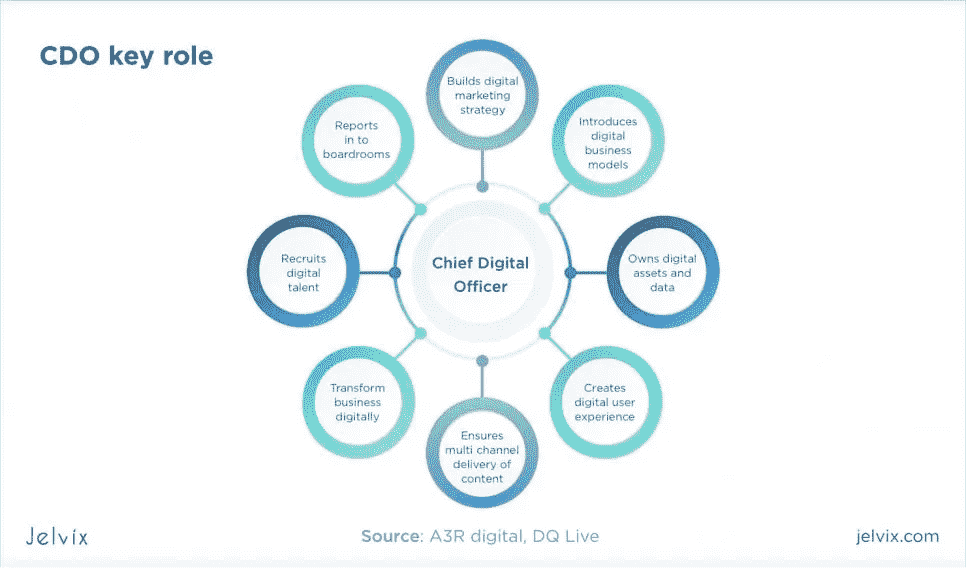 CDO key role
Builds digital
marketing
strategy
Introduces
digital
business
models
Owns digital
assets and
data
Creates
digital user
experience
Ensures
multi channel
delivery of
content
Transform
business
digitally
Recruits
digital
talent
Reports
in to
boardrooms
Chief Digital
Officer
Jelvix
Source: A3R digital, DQ Live
jelvix.com